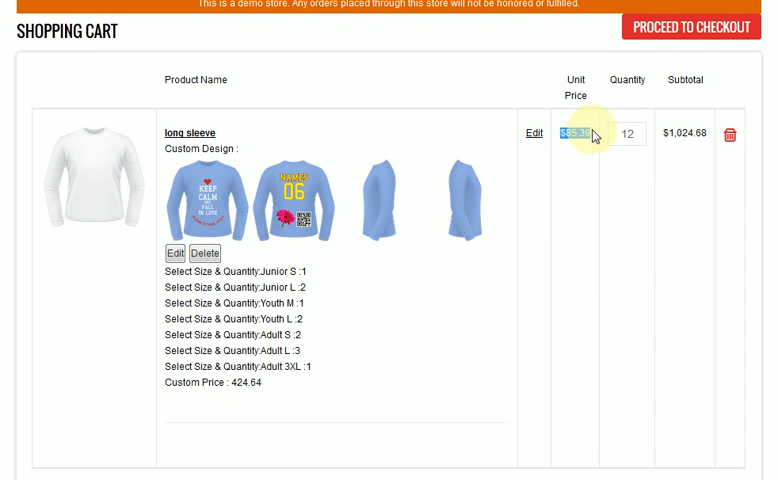 This is a demo store. Any orders placed through this store will not be honored or fulfilled.
SHOPPING CART
PROCEED TO CHECKOUT
Product Name
Unit Price
Quantity
Subtotal
long sleeve
Edit
$85.39
12
$1,024.68
Custom Design :
KEEP
CALM
AND
FALL
IN LOVE
NAMES
06
Edit
Delete
Select Size & Quantity:Junior S :1
Select Size & Quantity:Junior L :2
Select Size & Quantity:Youth M :1
Select Size & Quantity:Youth L :2
Select Size & Quantity:Adult S :2
Select Size & Quantity:Adult L :3
Select Size & Quantity:Adult 3XL :1
Custom Price : 424.64